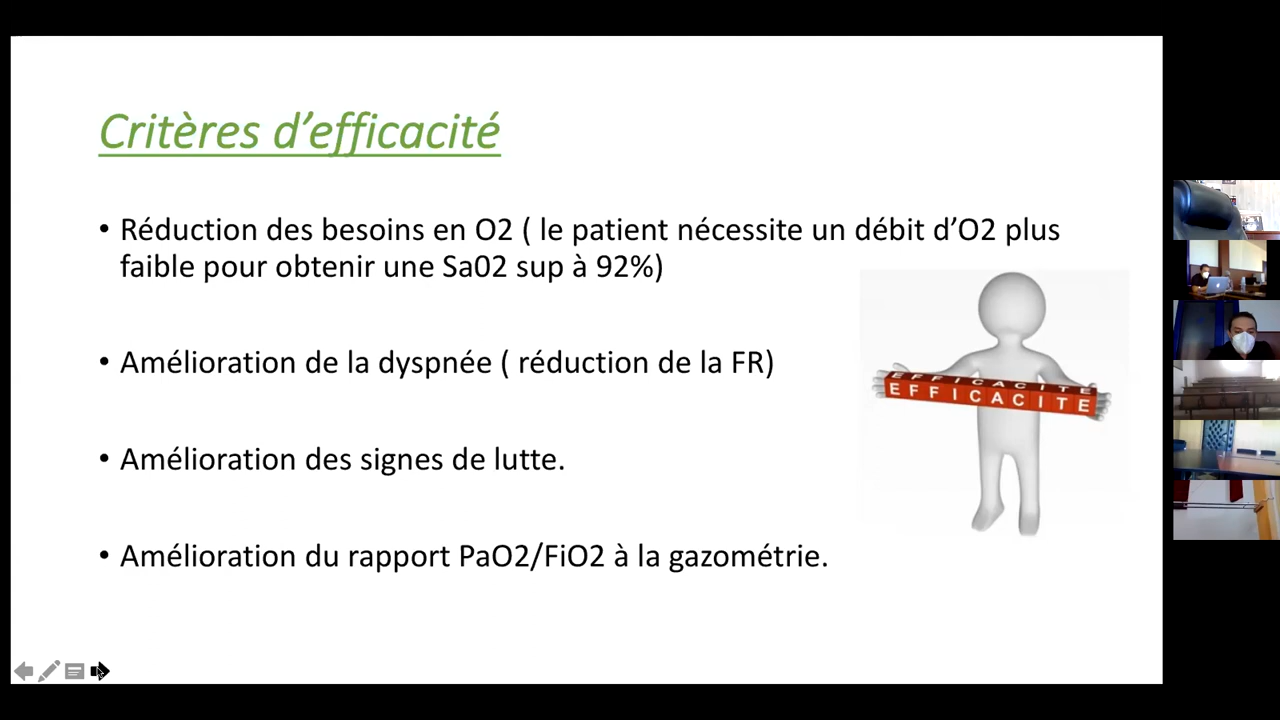 Critères d’efficacité
• Réduction des besoins en O2 ( le patient nécessite un débit d’O2 plus
faible pour obtenir une Sa02 sup à 92%)
• Amélioration de la dyspnée ( réduction de la FR)
• Amélioration des signes de lutte.
• Amélioration du rapport PaO2/FiO2 à la gazométrie.
EFFICACITE
EFFICACITE